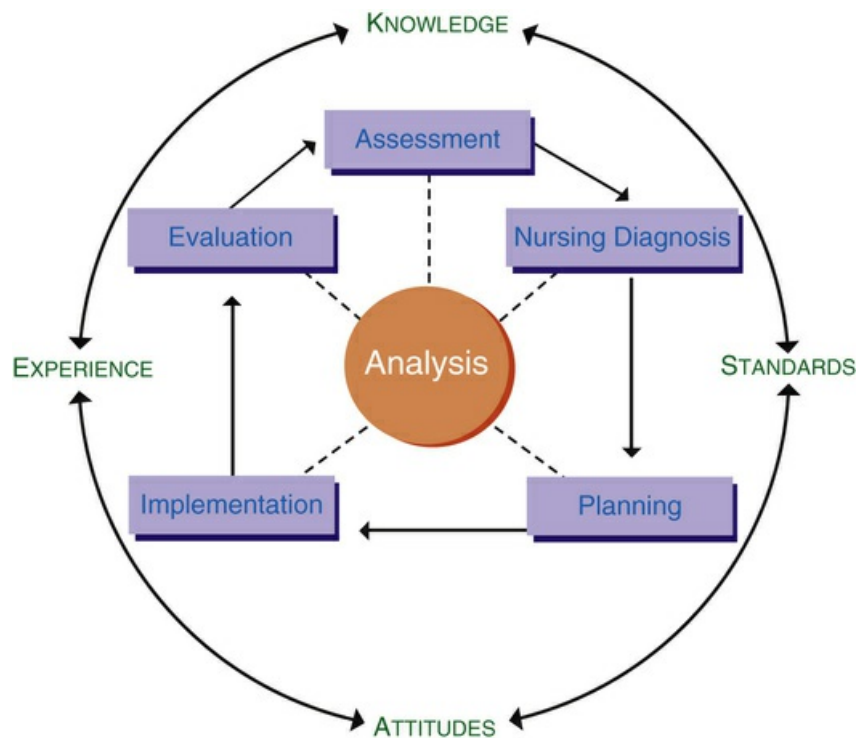 KNOWLEDGE
Assessment
Evaluation
Nursing Diagnosis
Analysis
EXPERIENCE
STANDARDS
Implementation
Planning
ATTITUDES